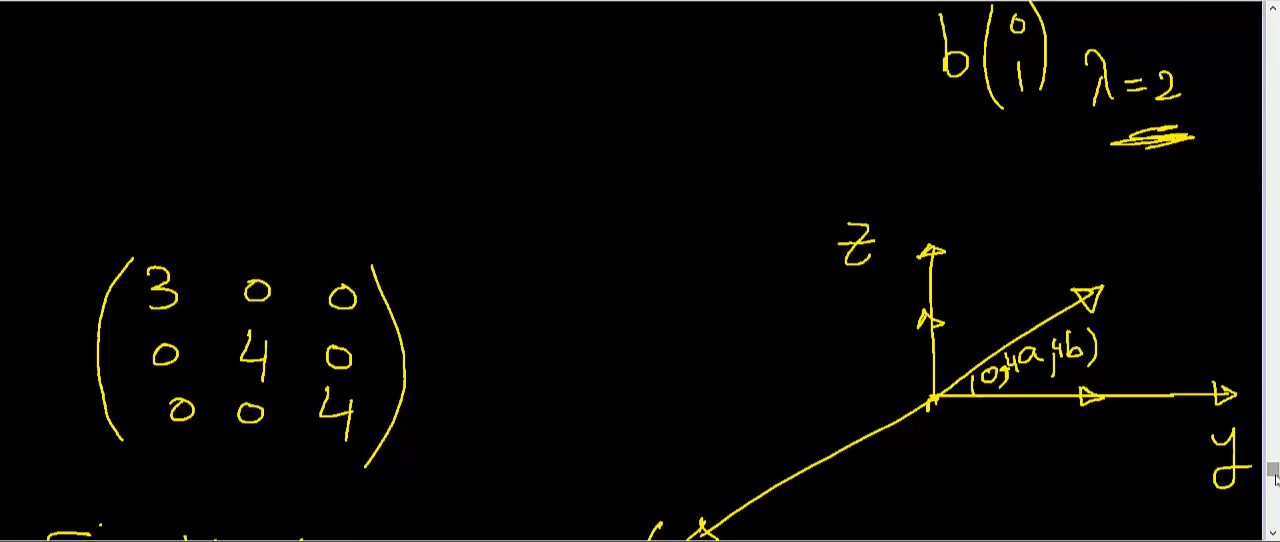 b ( 0
1 ) λ = 2
z
( 3 0 0
0 4 0
0 0 4 )
(0, 4a, 4b)
y